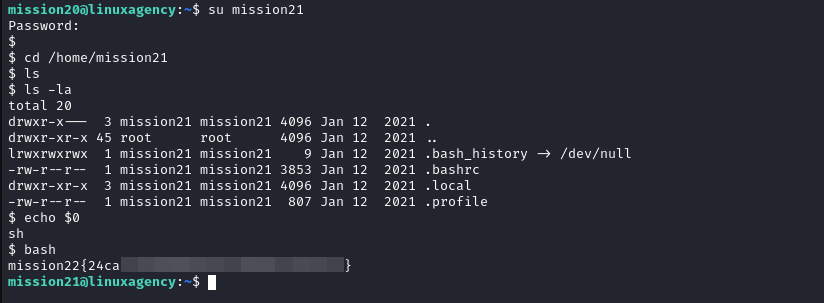 mission20@linuxagency:~$ su mission21
Password:
$
$ cd /home/mission21
$ ls
$ ls -la
total 20
drwxr-x---  3 mission21 mission21 4096 Jan 12  2021 .
drwxr-xr-x 45 root      root      4096 Jan 12  2021 ..
lrwxrwxrwx  1 mission21 mission21    9 Jan 12  2021 .bash_history -> /dev/null
-rw-r--r--  1 mission21 mission21 3853 Jan 12  2021 .bashrc
drwxr-xr-x  3 mission21 mission21 4096 Jan 12  2021 .local
-rw-r--r--  1 mission21 mission21  807 Jan 12  2021 .profile
$ echo $0
sh
$ bash
mission22{24ca }
mission21@linuxagency:~$